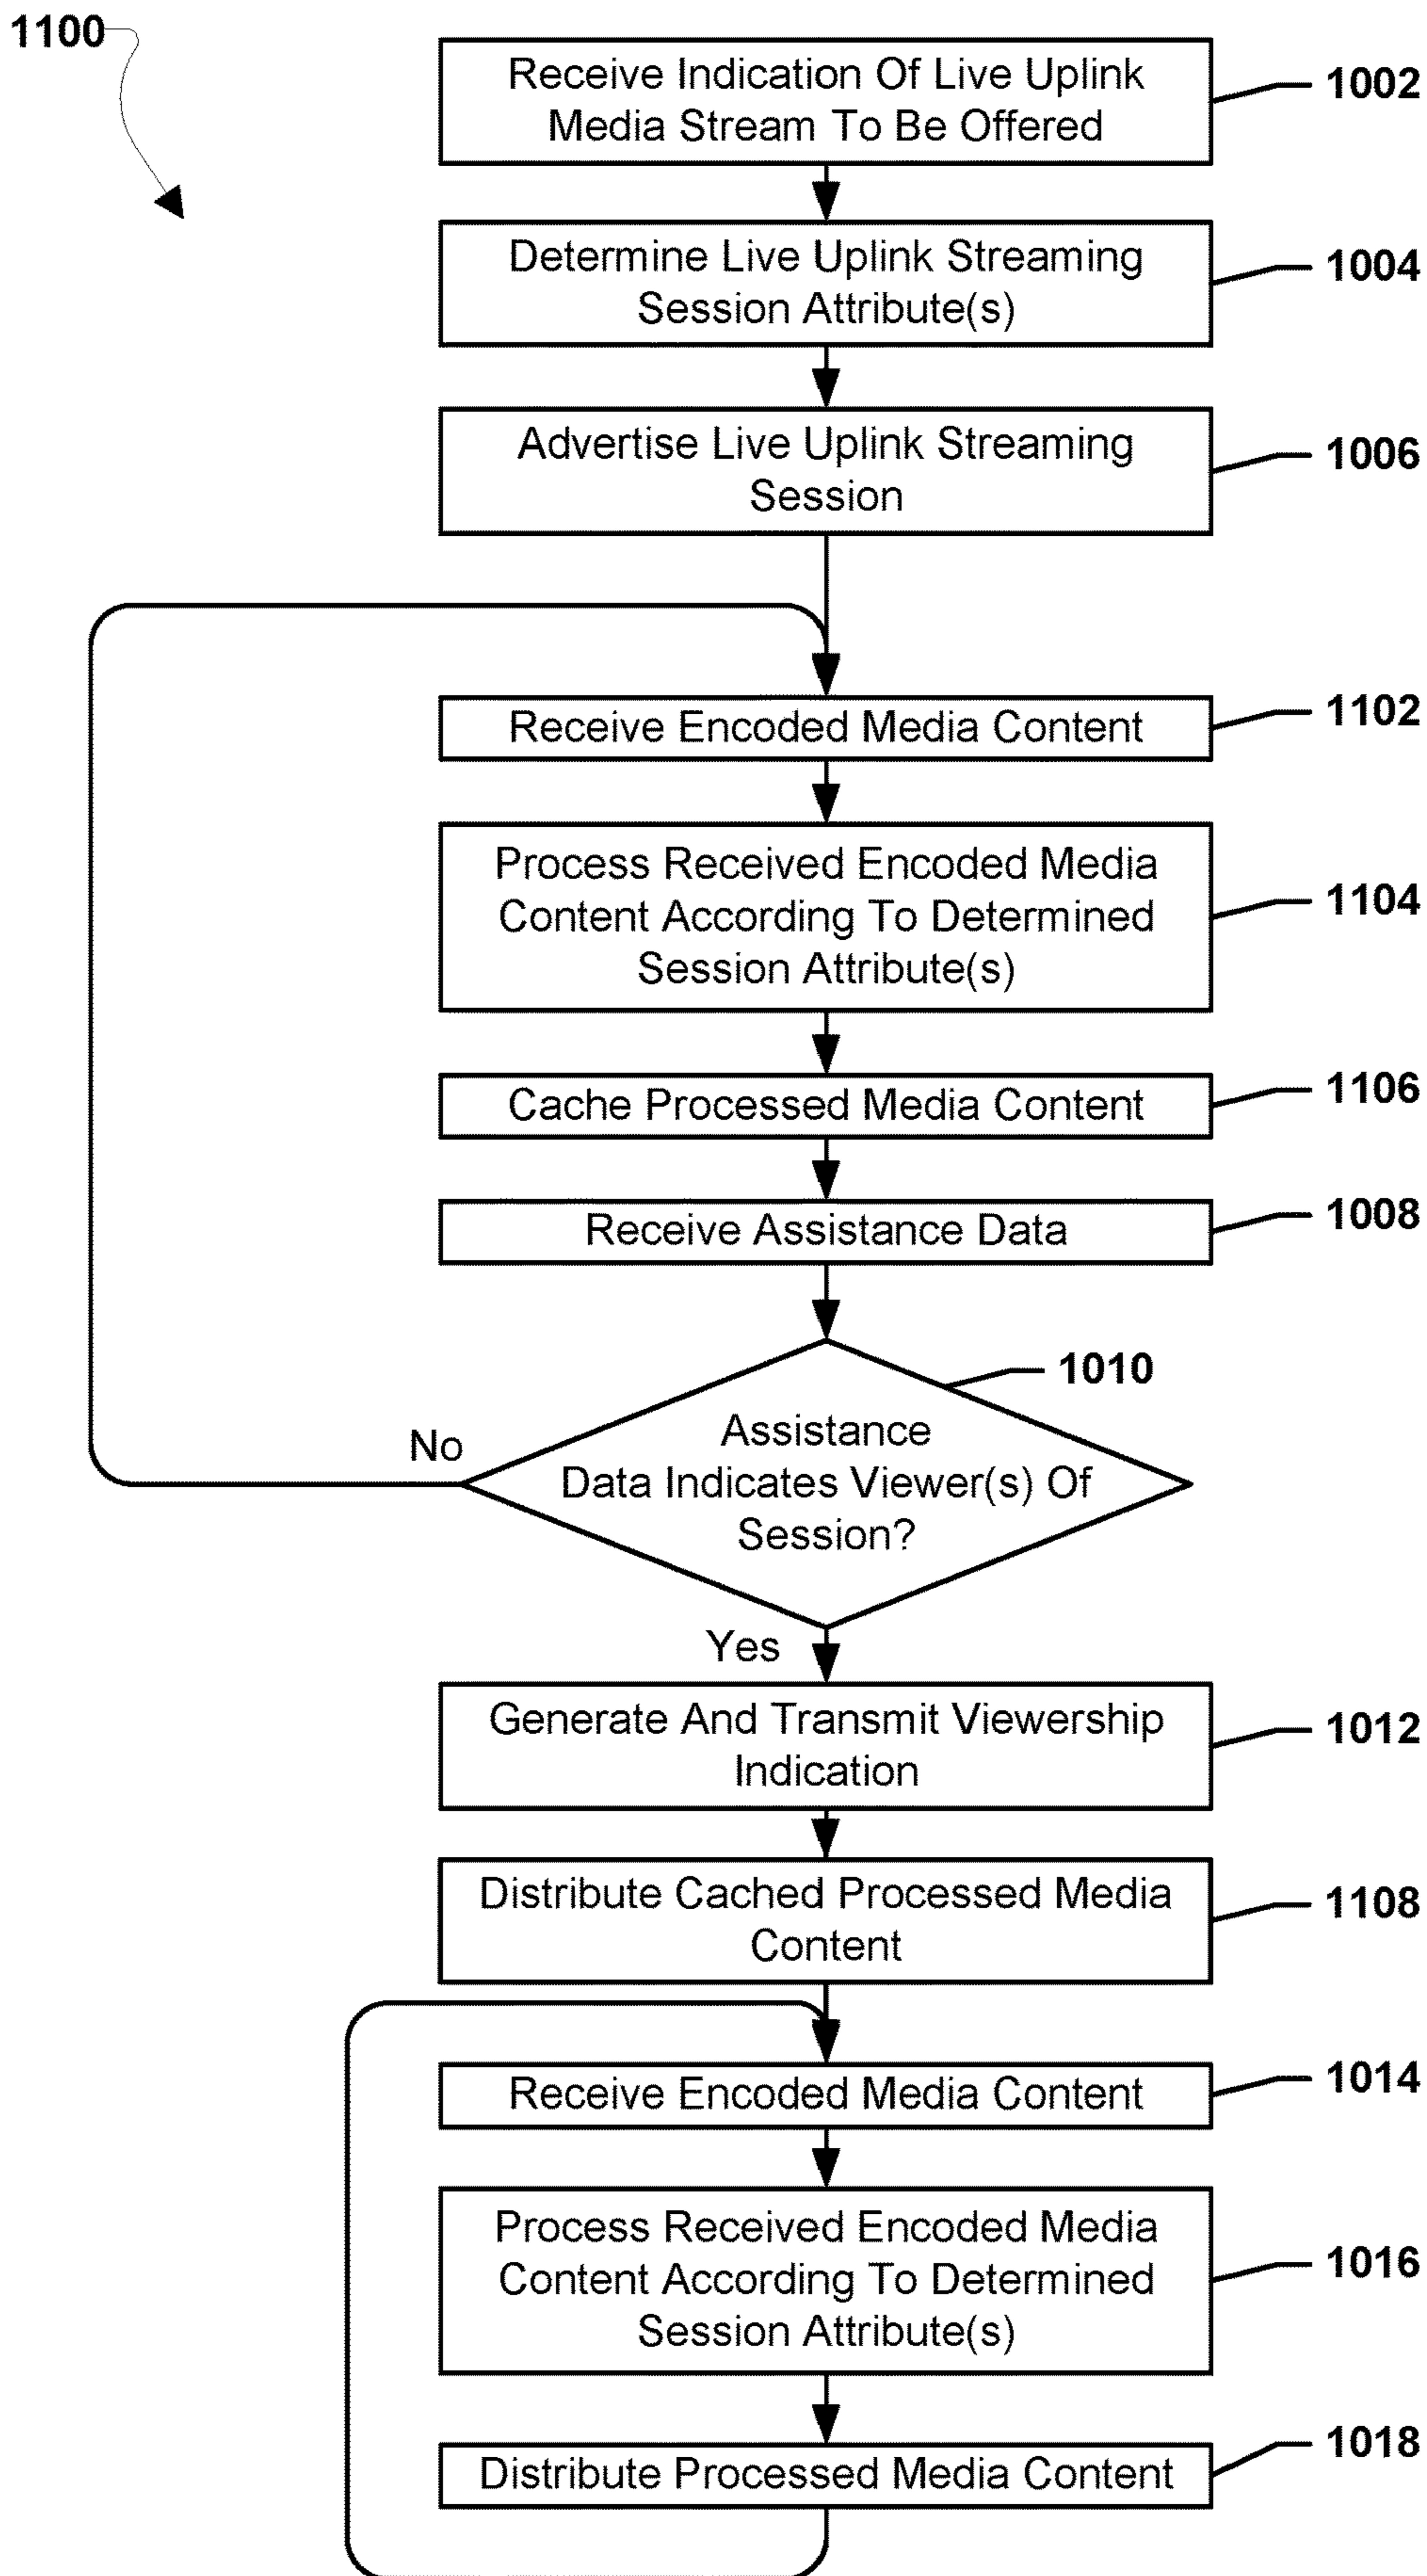 1100
Receive Indication Of Live Uplink
Media Stream To Be Offered
1002
Determine Live Uplink Streaming
Session Attribute(s)
1004
Advertise Live Uplink Streaming
Session
1006
Receive Encoded Media Content
1102
Process Received Encoded Media
Content According To Determined
Session Attribute(s)
1104
Cache Processed Media Content
1106
Receive Assistance Data
1008
1010
Assistance
Data Indicates Viewer(s) Of
Session?
No
Yes
Generate And Transmit Viewership
Indication
1012
Distribute Cached Processed Media
Content
1108
Receive Encoded Media Content
1014
Process Received Encoded Media
Content According To Determined
Session Attribute(s)
1016
Distribute Processed Media Content
1018